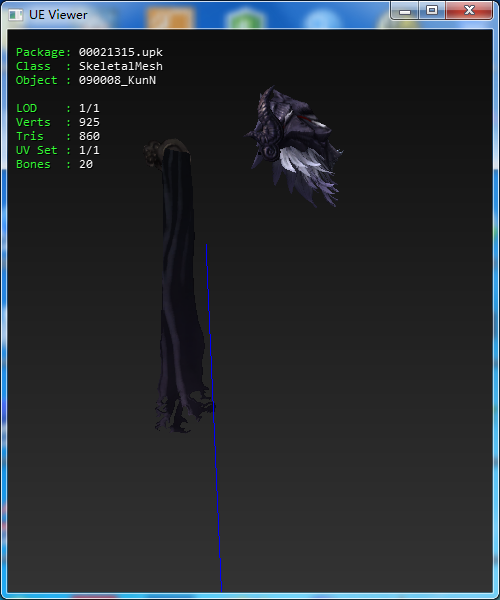 UE Viewer
Package: 00021315.upk
Class : SkeletalMesh
Object : 090008_KunN
LOD : 1/1
Verts : 925
Tris : 860
UV Set : 1/1
Bones : 20